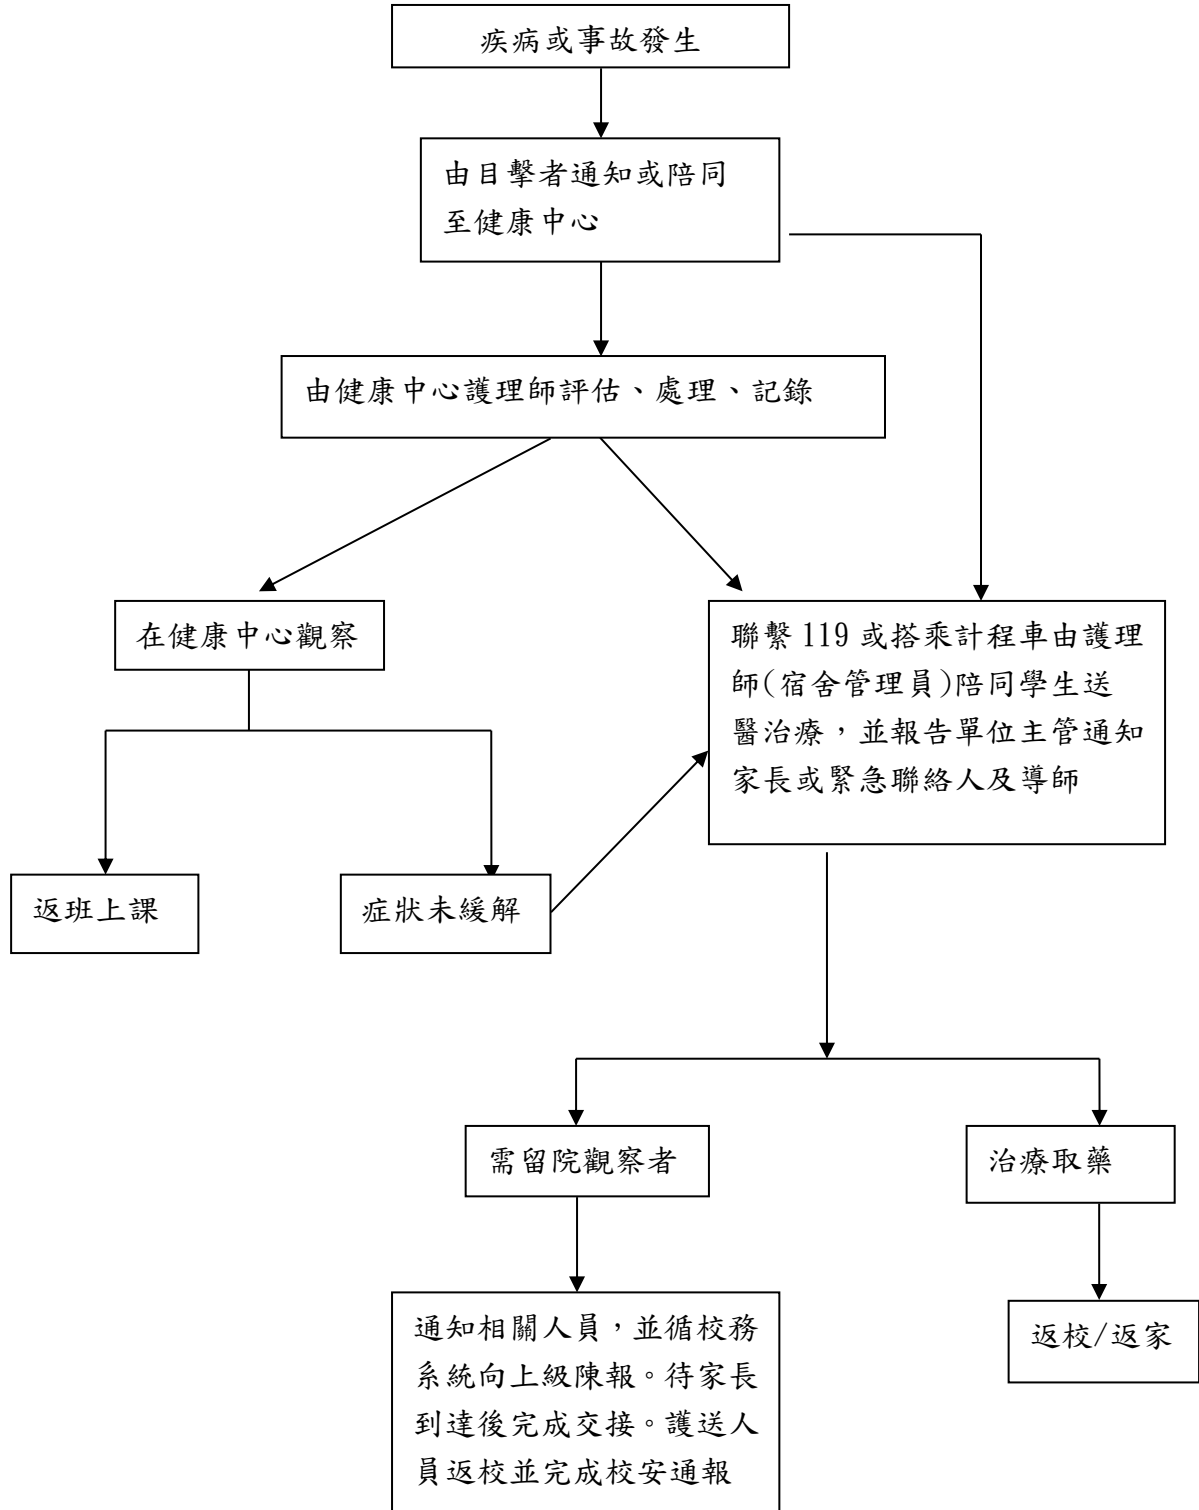 疾病或事故發生
由目擊者通知或陪同
至健康中心
由健康中心護理師評估、處理、記錄
在健康中心觀察
聯繫 119 或搭乘計程車由護理
師(宿舍管理員)陪同學生送
醫治療，並報告單位主管通知
家長或緊急聯絡人及導師
返班上課
症狀未緩解
需留院觀察者
治療取藥
通知相關人員，並循校務
系統向上級陳報。待家長
到達後完成交接。護送人
員返校並完成校安通報
返校/返家